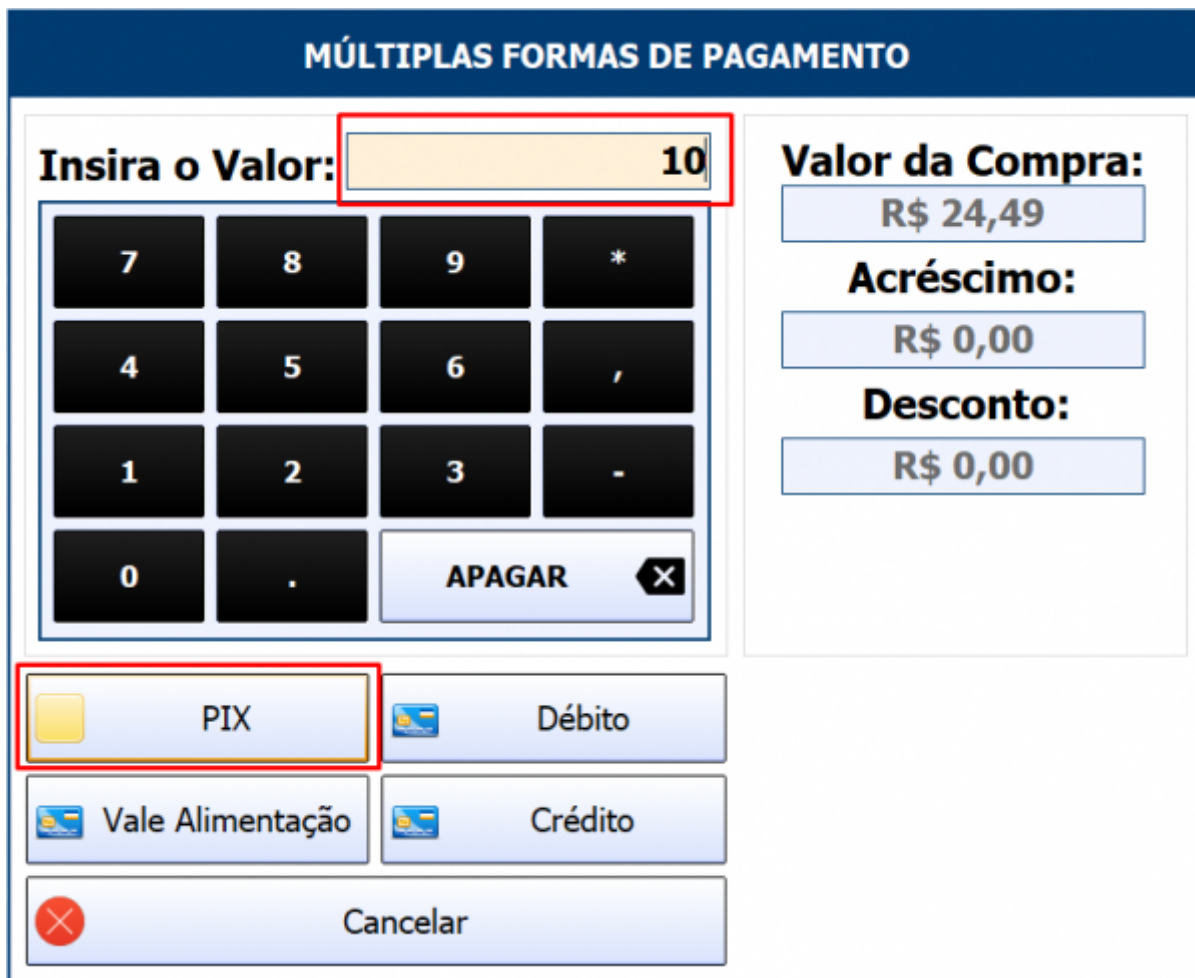 MÚLTIPLAS FORMAS DE PAGAMENTO
Insira o Valor: 10
7 8 9 *
4 5 6 ,
1 2 3 -
0 . APAGAR
Valor da Compra:
R$ 24,49
Acréscimo:
R$ 0,00
Desconto:
R$ 0,00
PIX Débito
Vale Alimentação Crédito
Cancelar